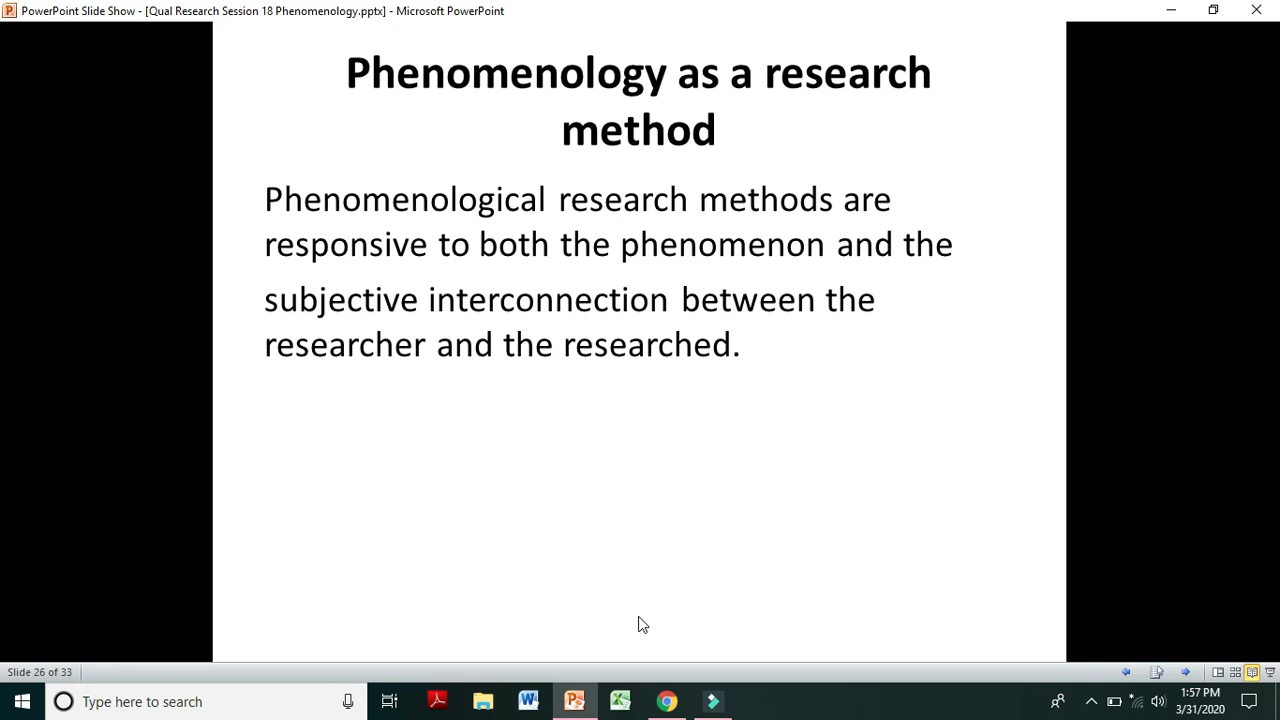 PowerPoint Slide Show - [Qual Research Session 18 Phenomenology.pptx] - Microsoft PowerPoint
Phenomenology as a research
method
Phenomenological research methods are
responsive to both the phenomenon and the
subjective interconnection between the
researcher and the researched.
Slide 26 of 33
Type here to search
1:57 PM
3/31/2020